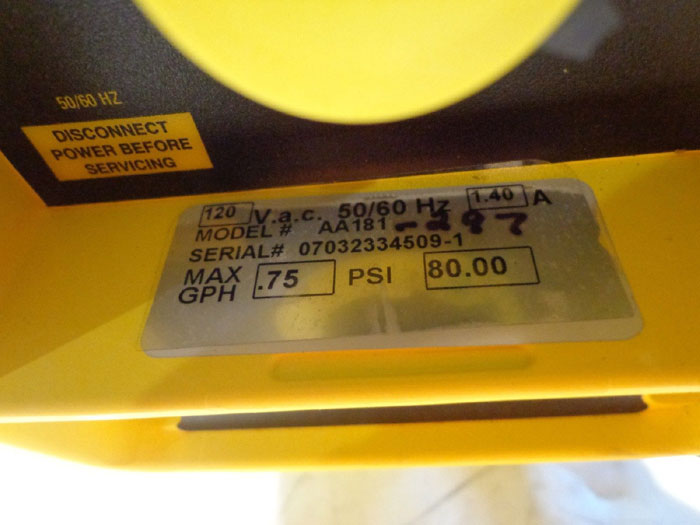 50/60 HZ
DISCONNECT
POWER BEFORE
SERVICING
120 V.a.c. 50/60 Hz 1.40 A
MODEL # AA181 -297
SERIAL# 07032334509-1
MAX GPH .75 PSI 80.00